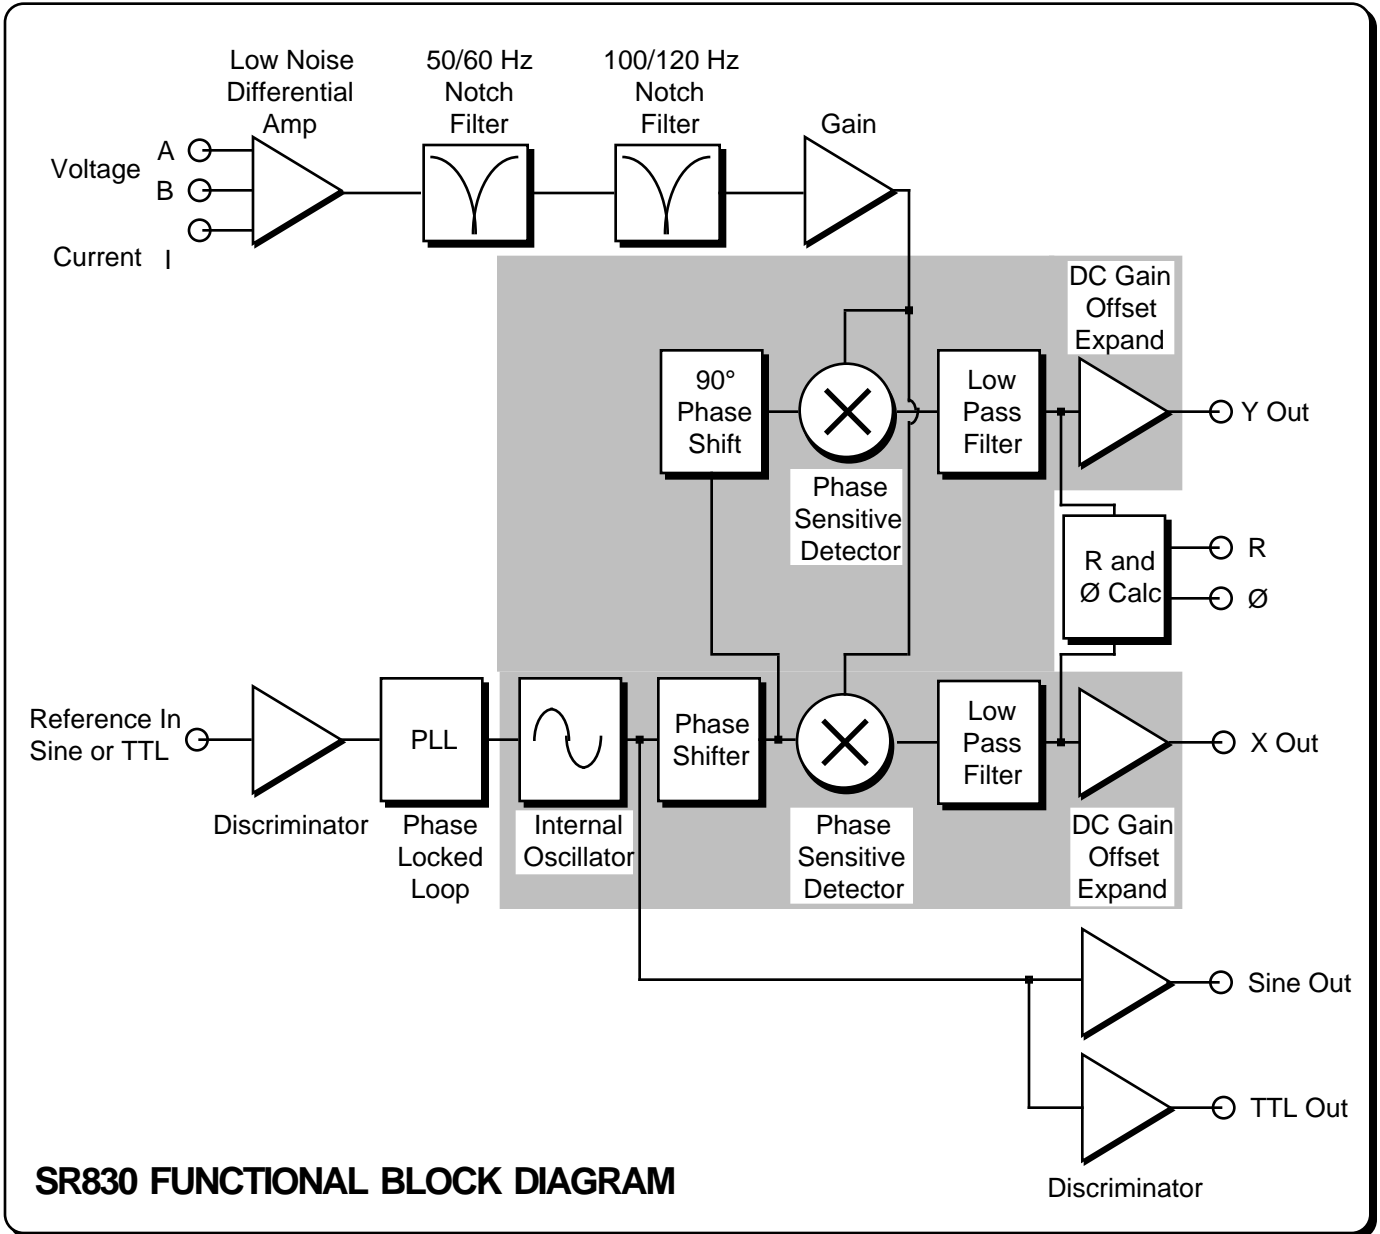 Low Noise
Differential
Amp
50/60 Hz
Notch
Filter
100/120 Hz
Notch
Filter
Gain
Voltage
A
B
Current
I
DC Gain
Offset
Expand
90°
Phase
Shift
Low
Pass
Filter
Y Out
Phase
Sensitive
Detector
R and
Ø Calc
R
Ø
Reference In
Sine or TTL
PLL
Phase
Shifter
Low
Pass
Filter
X Out
Discriminator
Phase
Locked
Loop
Internal
Oscillator
Phase
Sensitive
Detector
DC Gain
Offset
Expand
Sine Out
TTL Out
Discriminator
SR830 FUNCTIONAL BLOCK DIAGRAM